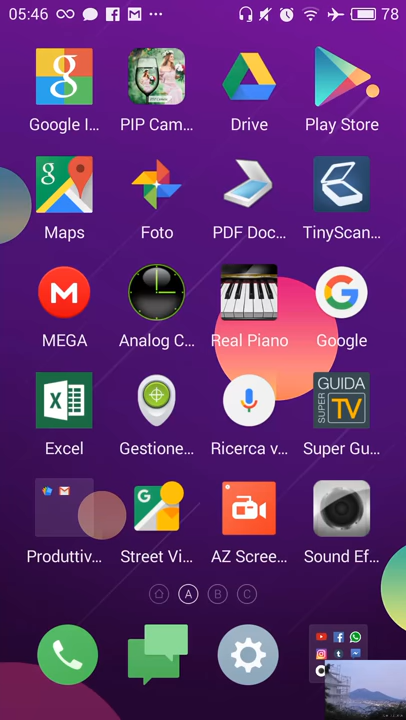 05:46 78
Google I... PIP Cam... Drive Play Store
Maps Foto PDF Doc... TinyScan...
MEGA Analog C... Real Piano Google
GUIDA
SUPER TV
Excel Gestione... Ricerca v... Super Gu...
Produttiv... Street Vi... AZ Scree... Sound Ef...
A B C